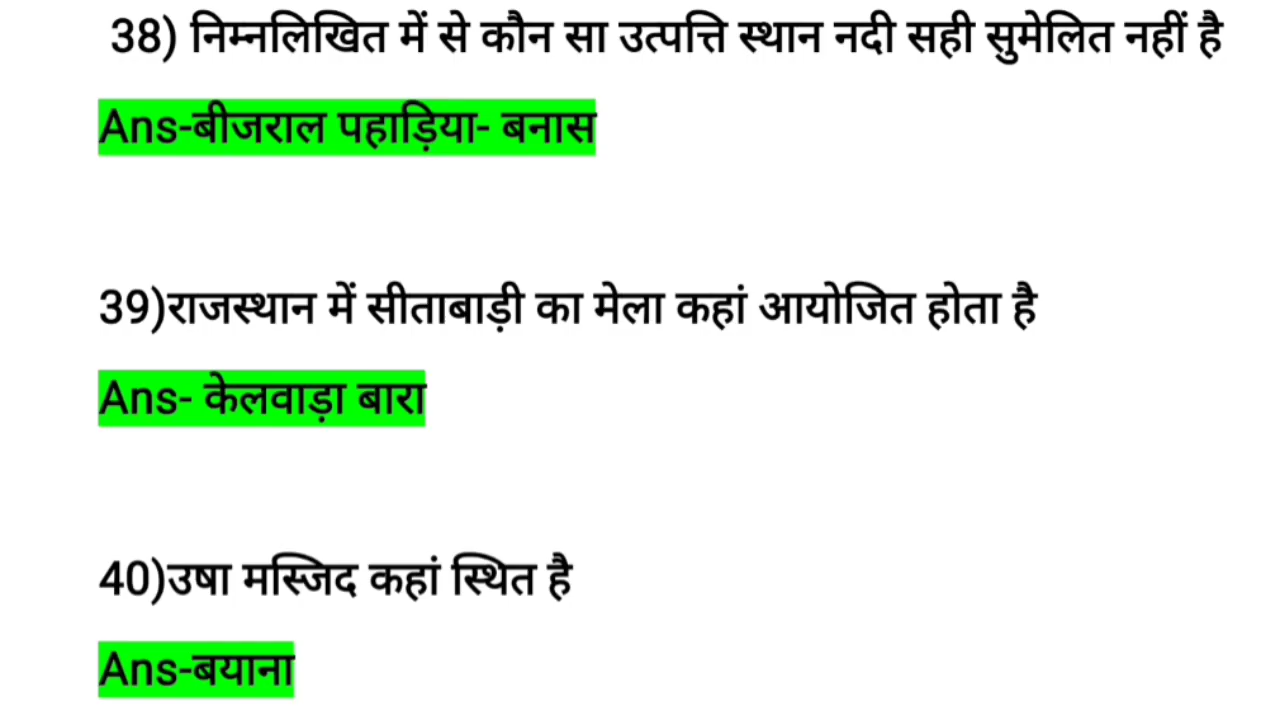 38) निम्नलिखित में से कौन सा उत्पत्ति स्थान नदी सही सुमेलित नहीं है
Ans-बीजराल पहाड़िया- बनास
39)राजस्थान में सीताबाड़ी का मेला कहां आयोजित होता है
Ans- केलवाड़ा बारा
40)उषा मस्जिद कहां स्थित है
Ans-बयाना